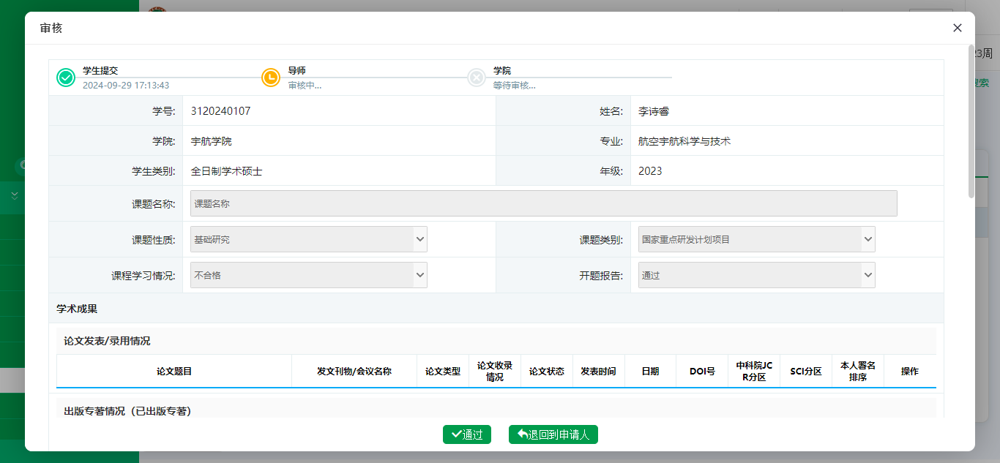 审核
23周
搜索
学生提交
2024-09-29 17:13:43
导师
审核中...
学院
等待审核...
学号: 3120240107 姓名: 李诗睿
学院: 宇航学院 专业: 航空宇航科学与技术
学生类别: 全日制学术硕士 年级: 2023
课题名称: 课题名称
课题性质: 基础研究 课题类别: 国家重点研发计划项目
课程学习情况: 不合格 开题报告: 通过
学术成果
论文发表/录用情况
论文题目 发文刊物/会议名称 论文类型 论文收录情况 论文状态 发表时间 日期 DOI号 中科院JCR分区 SCI分区 本人署名排序 操作
出版专著情况（已出版专著）
通过 退回到申请人